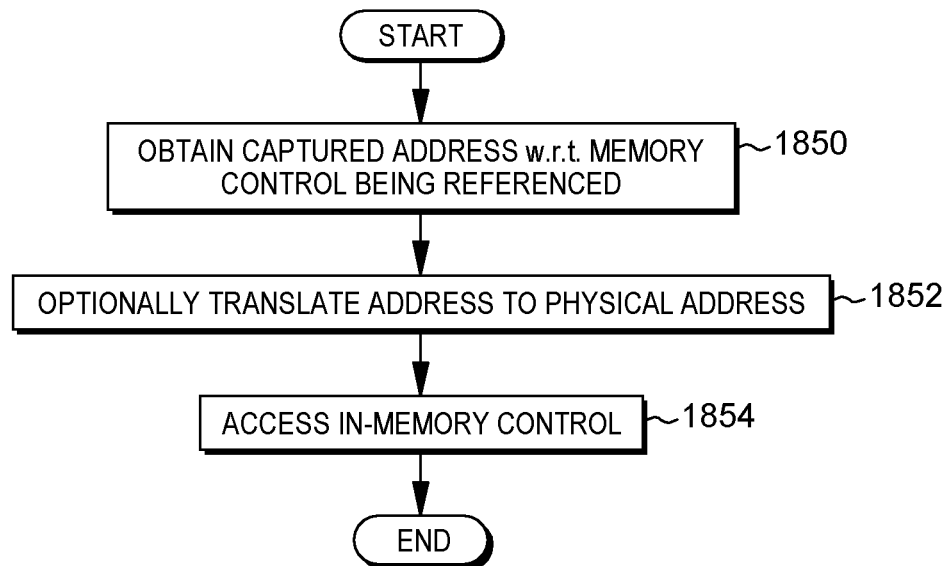 START
OBTAIN CAPTURED ADDRESS w.r.t. MEMORY
CONTROL BEING REFERENCED
1850
OPTIONALLY TRANSLATE ADDRESS TO PHYSICAL ADDRESS
1852
ACCESS IN-MEMORY CONTROL
1854
END